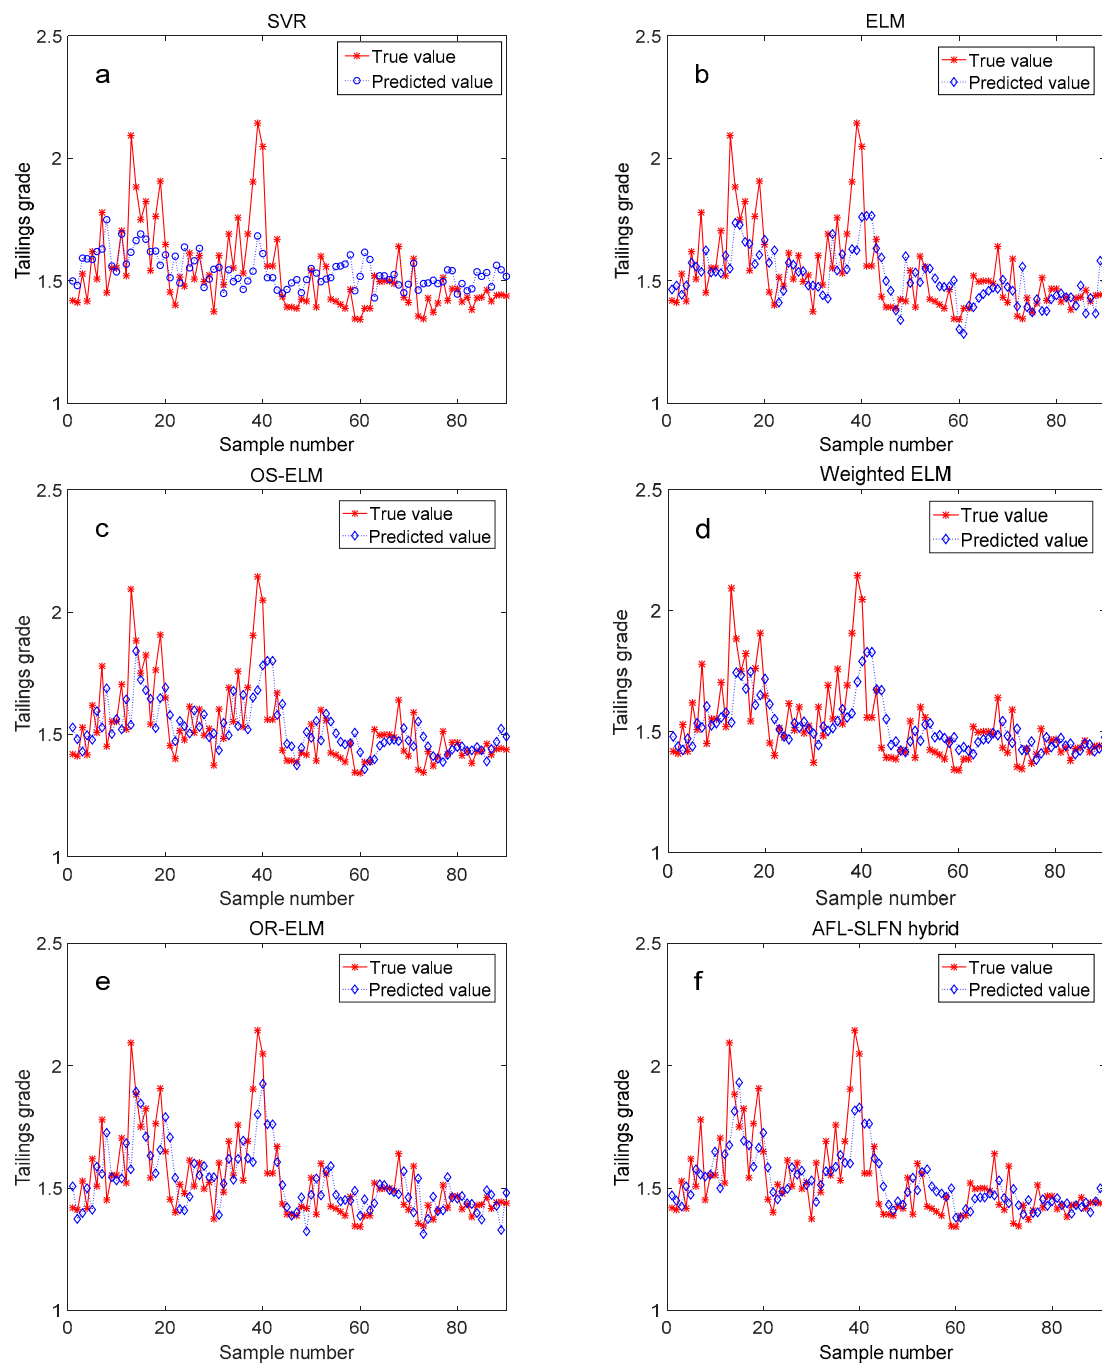 SVR
2.5
2
1.5
1
0
20
40
60
80
Tailings grade
Sample number
a
True value
Predicted value
ELM
2.5
2
1.5
1
0
20
40
60
80
Tailings grade
Sample number
b
True value
Predicted value
OS-ELM
2.5
2
1.5
1
0
20
40
60
80
Tailings grade
Sample number
c
True value
Predicted value
Weighted ELM
2.5
2
1.5
1
0
20
40
60
80
Tailings grade
Sample number
d
True value
Predicted value
OR-ELM
2.5
2
1.5
1
0
20
40
60
80
Tailings grade
Sample number
e
True value
Predicted value
AFL-SLFN hybrid
2.5
2
1.5
1
0
20
40
60
80
Tailings grade
Sample number
f
True value
Predicted value